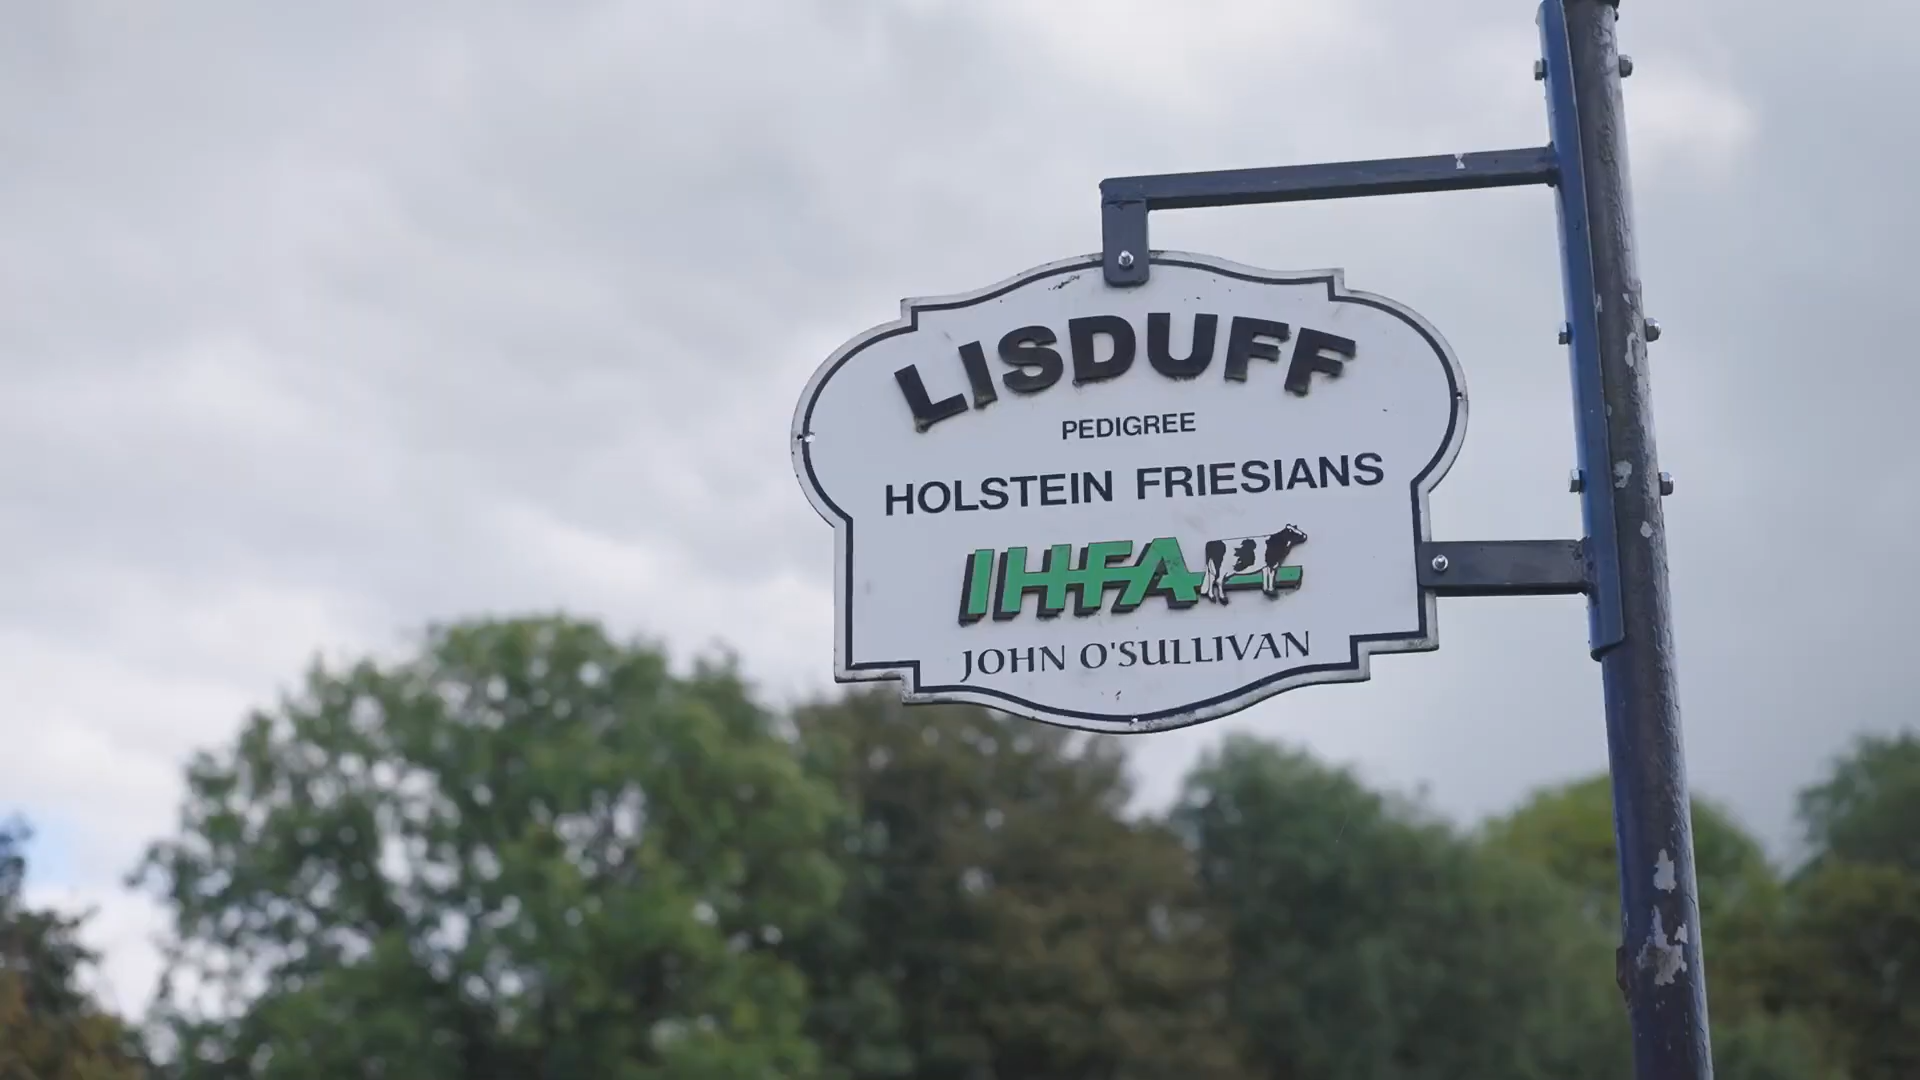 LISDUFF
PEDIGREE
HOLSTEIN FRIESIANS
IHFA
JOHN O'SULLIVAN